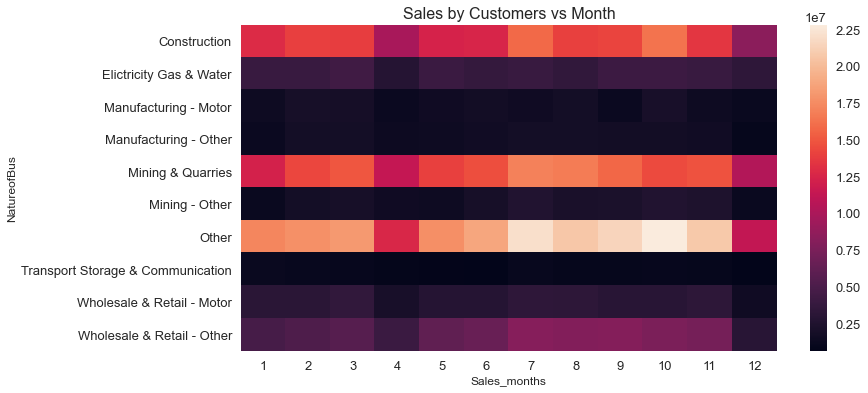 Sales by Customers vs Month
1e7
NatureofBus
Construction
Elictricity Gas & Water
Manufacturing - Motor
Manufacturing - Other
Mining & Quarries
Mining - Other
Other
Transport Storage & Communication
Wholesale & Retail - Motor
Wholesale & Retail - Other
1 2 3 4 5 6 7 8 9 10 11 12
Sales_months
2.25
2.00
1.75
1.50
1.25
1.00
0.75
0.50
0.25